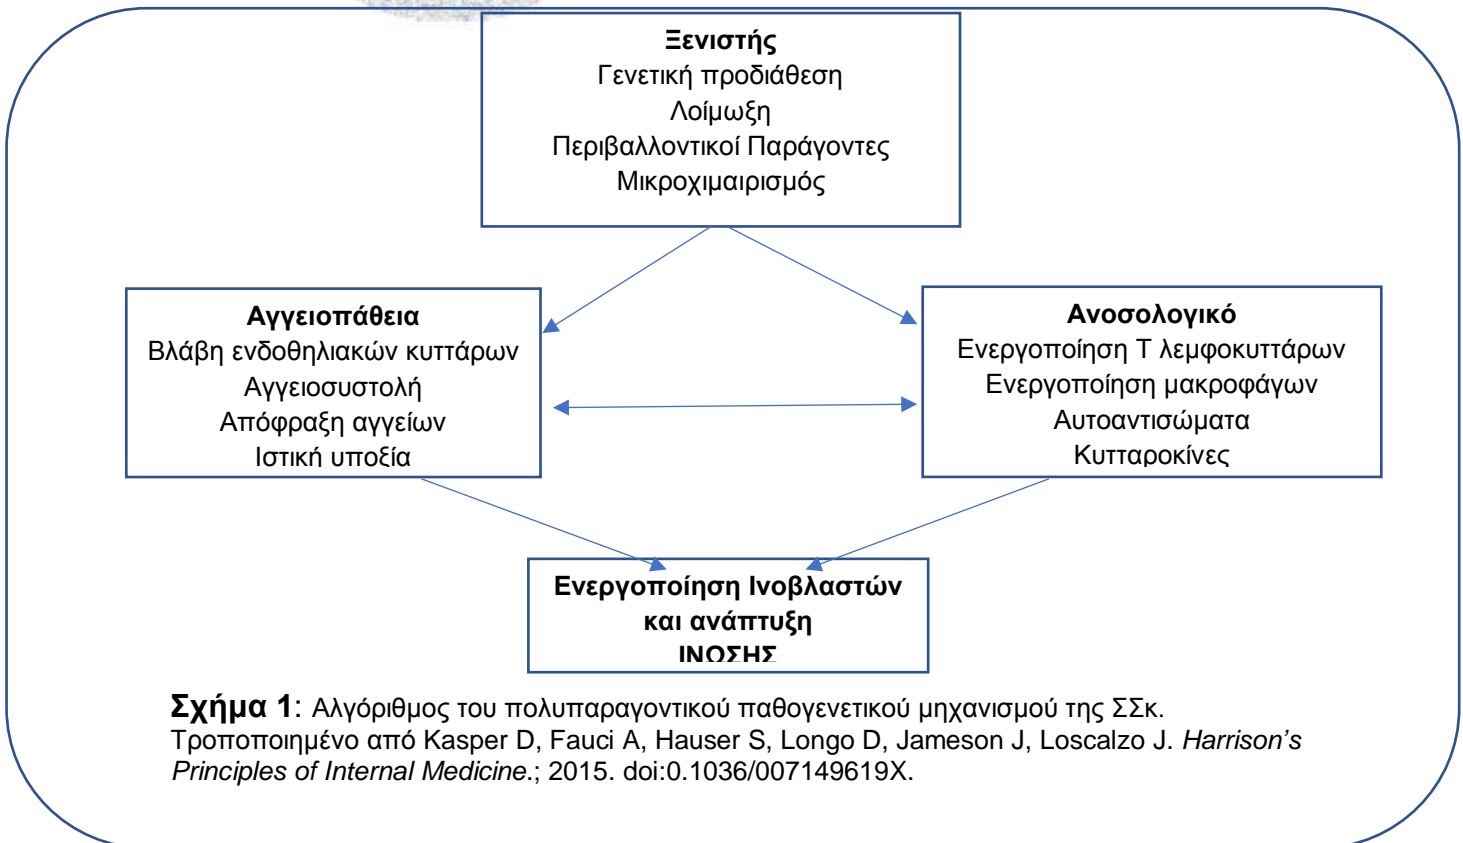 Ξενιστής
Γενετική προδιάθεση
Λοίμωξη
Περιβαλλοντικοί Παράγοντες
Μικροχιμαιρισμός
Αγγειοπάθεια
Βλάβη ενδοθηλιακών κυττάρων
Αγγειοσυστολή
Απόφραξη αγγείων
Ιστική υποξία
Ανοσολογικό
Ενεργοποίηση Τ λεμφοκυττάρων
Ενεργοποίηση μακροφάγων
Αυτοαντισώματα
Κυτταροκίνες
Ενεργοποίηση Ινοβλαστών
και ανάπτυξη
ΙΝΩΣΗΣ
Σχήμα 1: Αλγόριθμος του πολυπαραγοντικού παθογενετικού μηχανισμού της ΣΣκ.
Τροποποιημένο από Kasper D, Fauci A, Hauser S, Longo D, Jameson J, Loscalzo J. Harrison’s
Principles of Internal Medicine.; 2015. doi:0.1036/007149619X.